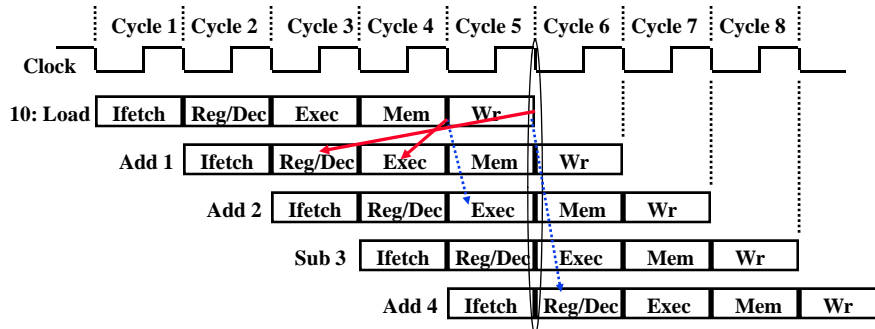 Cycle 1 Cycle 2 Cycle 3 Cycle 4 Cycle 5 Cycle 6 Cycle 7 Cycle 8
Clock
10: Load Ifetch Reg/Dec Exec Mem Wr
Add 1 Ifetch Reg/Dec Exec Mem Wr
Add 2 Ifetch Reg/Dec Exec Mem Wr
Sub 3 Ifetch Reg/Dec Exec Mem Wr
Add 4 Ifetch Reg/Dec Exec Mem Wr